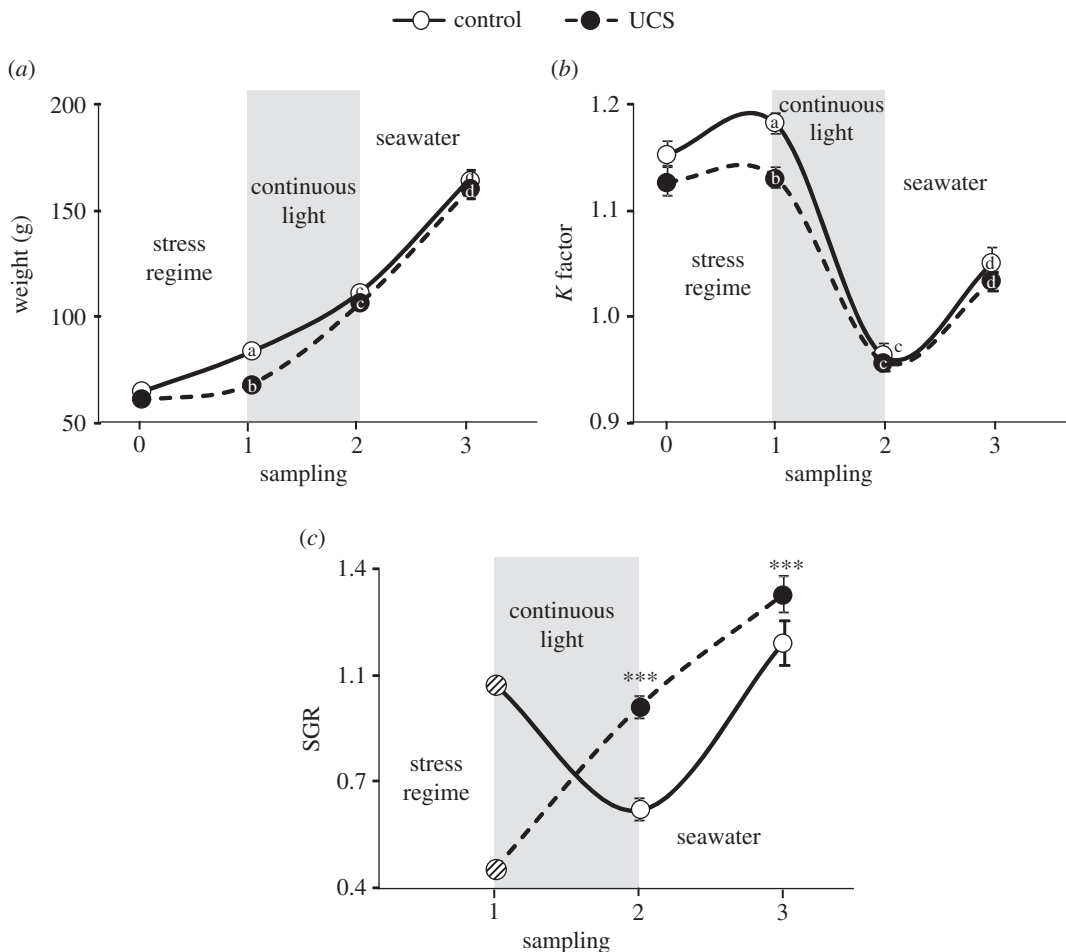 control UCS
(a)
200
150
100
50
weight (g)
stress
regime
continuous
light
seawater
a
b
c
c
d
d
0 1 2 3
sampling
(b)
1.2
1.1
1.0
0.9
K factor
continuous
light
stress
regime
seawater
a
b
c
c
d
d
0 1 2 3
sampling
(c)
1.4
1.1
0.7
0.4
SGR
continuous
light
stress
regime
seawater
***
***
1 2 3
sampling